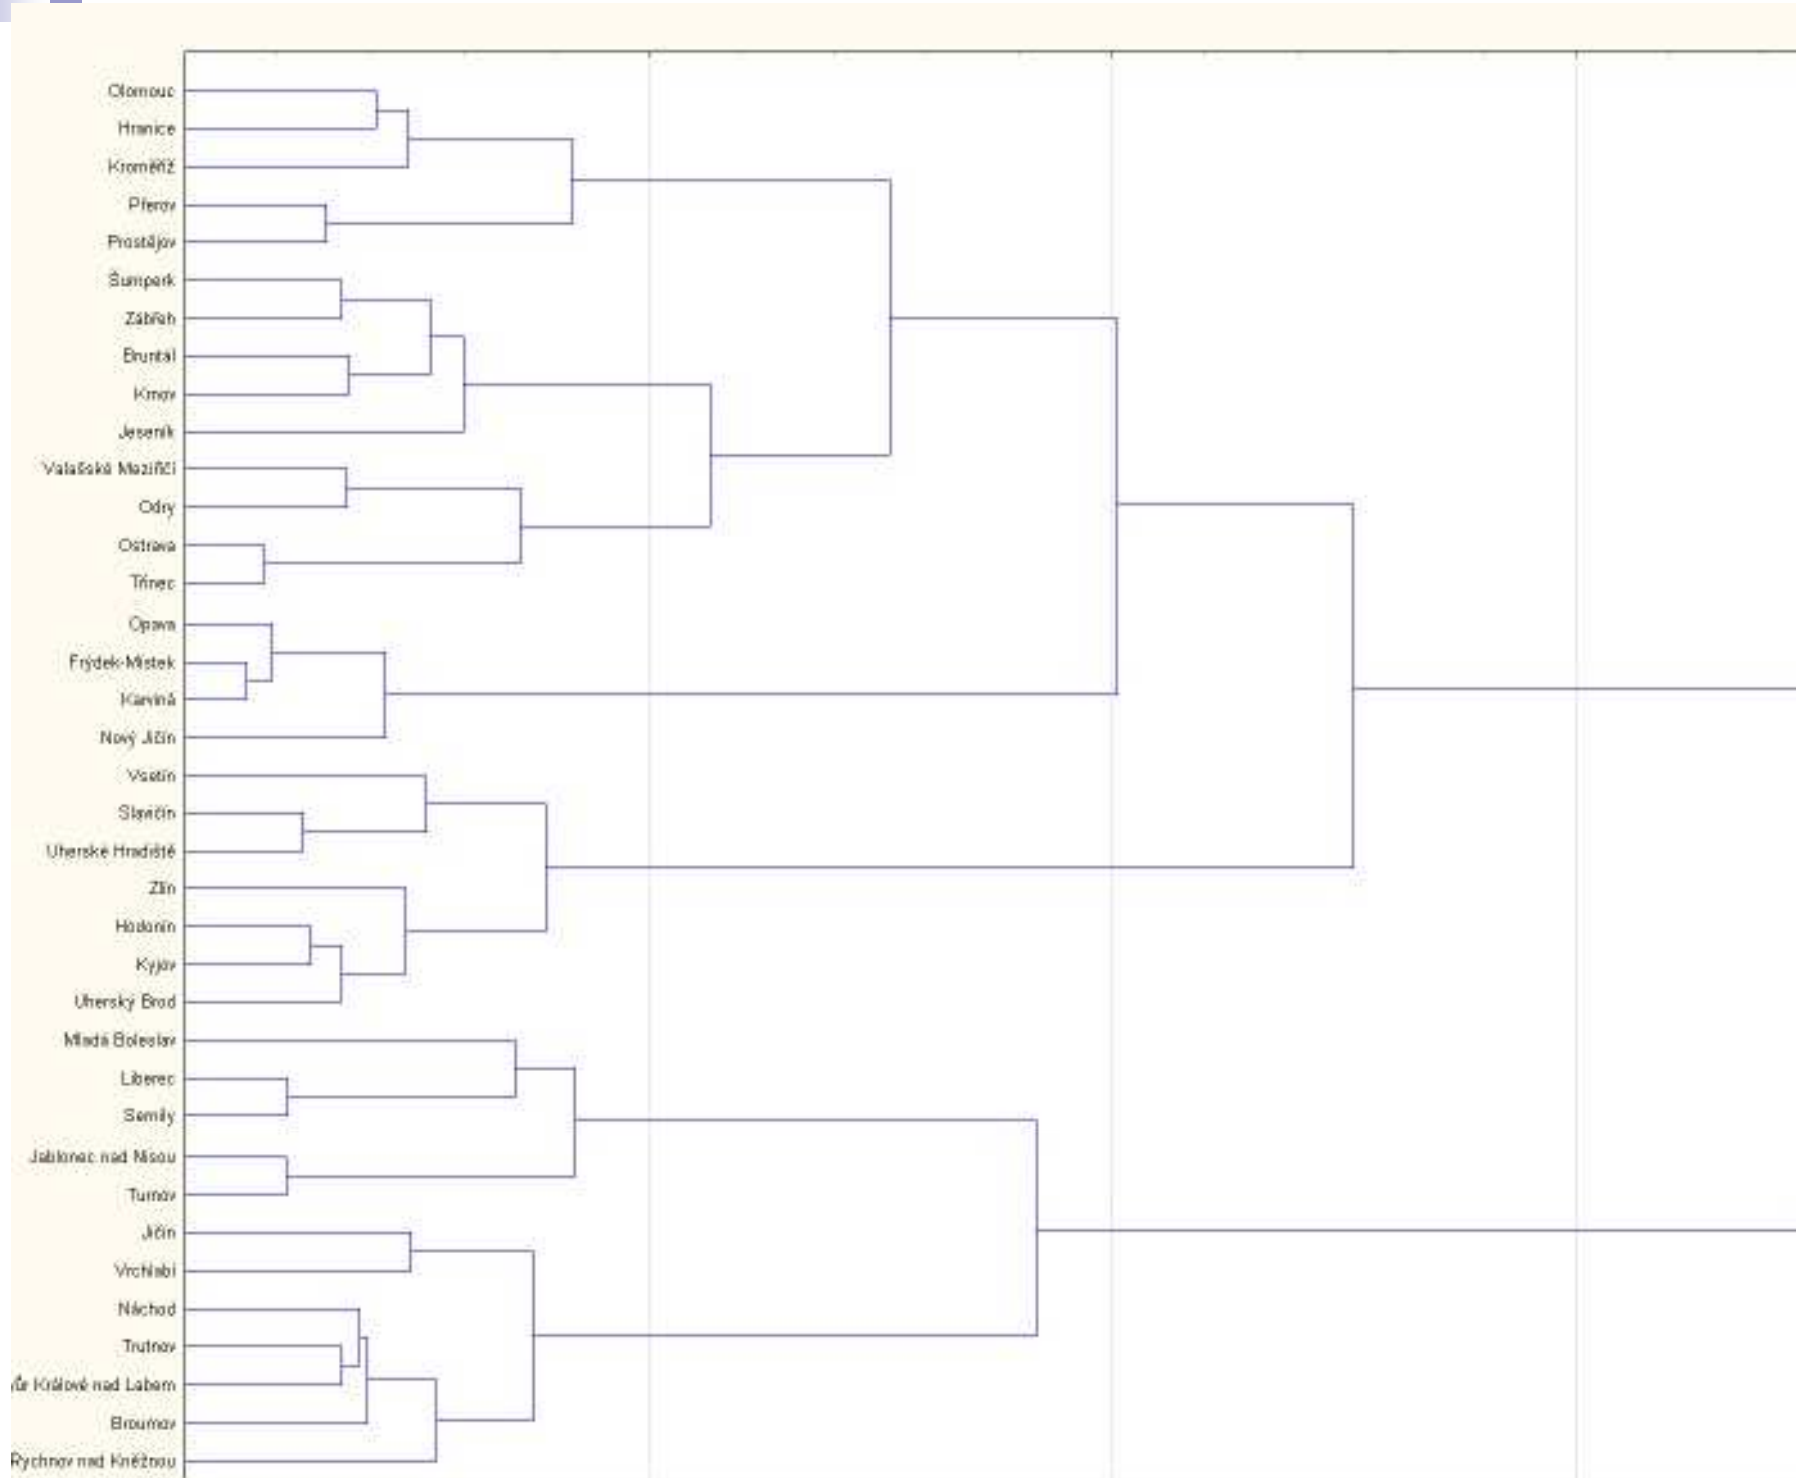 Olomouc
Hranice
Kroměříž
Přerov
Prostějov
Šumperk
Zábřeh
Bruntál
Krnov
Jeseník
Valašské Meziříčí
Odry
Ostrava
Třinec
Opava
Frýdek-Místek
Karviná
Nový Jičín
Vsetín
Slavičín
Uherské Hradiště
Zlín
Hodonín
Kyjov
Uherský Brod
Mladá Boleslav
Liberec
Semily
Jablonec nad Nisou
Turnov
Jičín
Vrchlabí
Náchod
Trutnov
ůr Králové nad Labem
Broumov
Rychnov nad Kněžnou